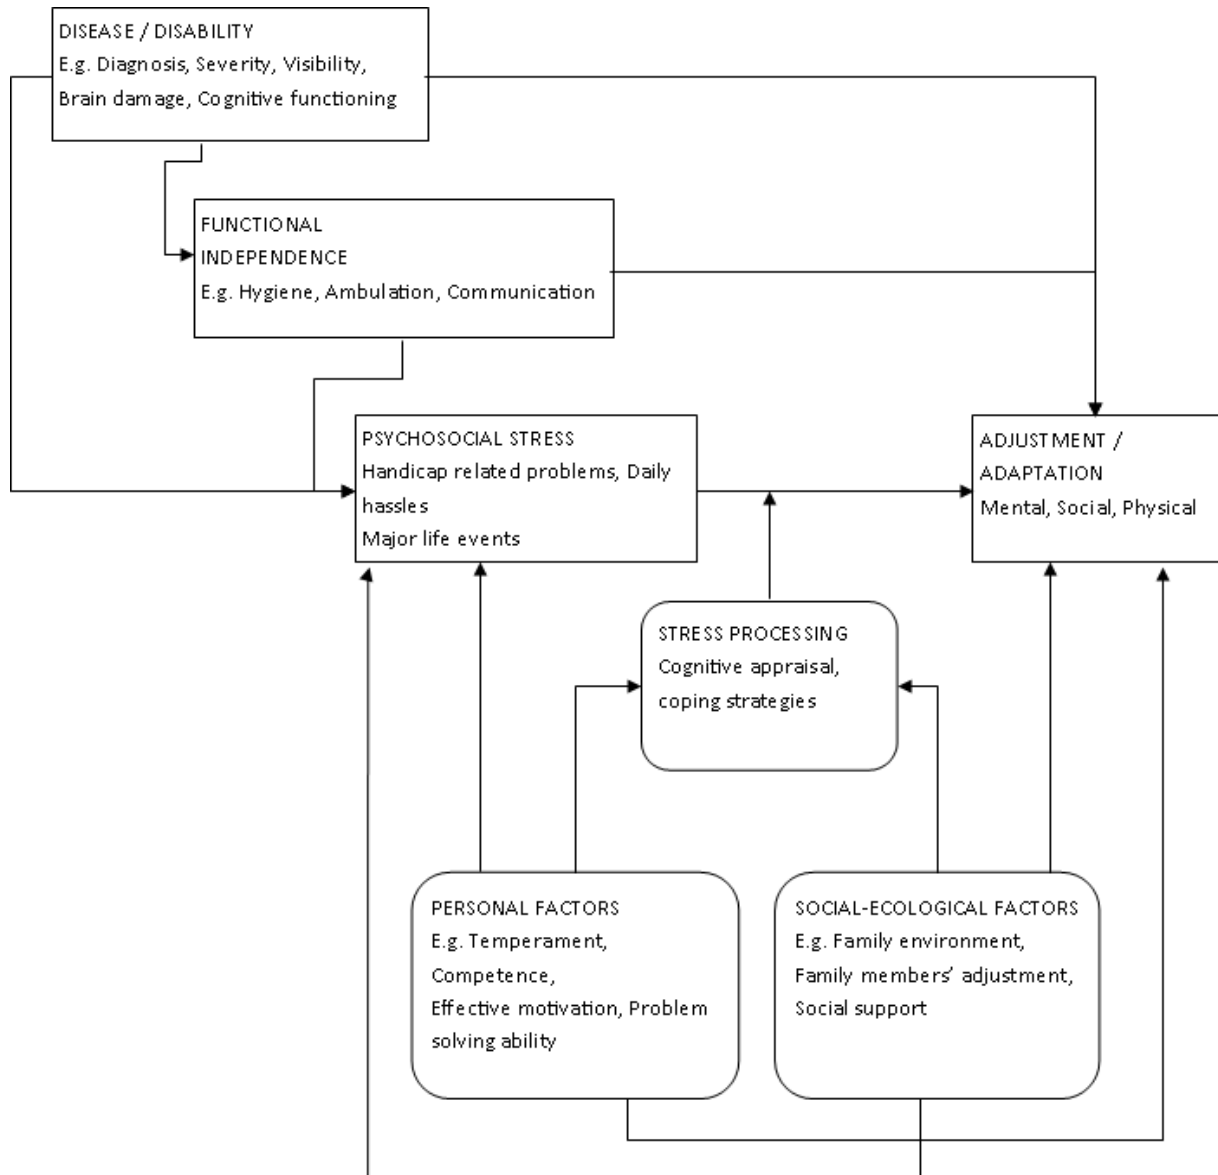 DISEASE / DISABILITY
E.g. Diagnosis, Severity, Visibility,
Brain damage, Cognitive functioning
FUNCTIONAL
INDEPENDENCE
E.g. Hygiene, Ambulation, Communication
PSYCHOSOCIAL STRESS
Handicap related problems, Daily
hassles
Major life events
ADJUSTMENT /
ADAPTATION
Mental, Social, Physical
STRESS PROCESSING
Cognitive appraisal,
coping strategies
PERSONAL FACTORS
E.g. Temperament,
Competence,
Effective motivation, Problem
solving ability
SOCIAL-ECOLOGICAL FACTORS
E.g. Family environment,
Family members’ adjustment,
Social support